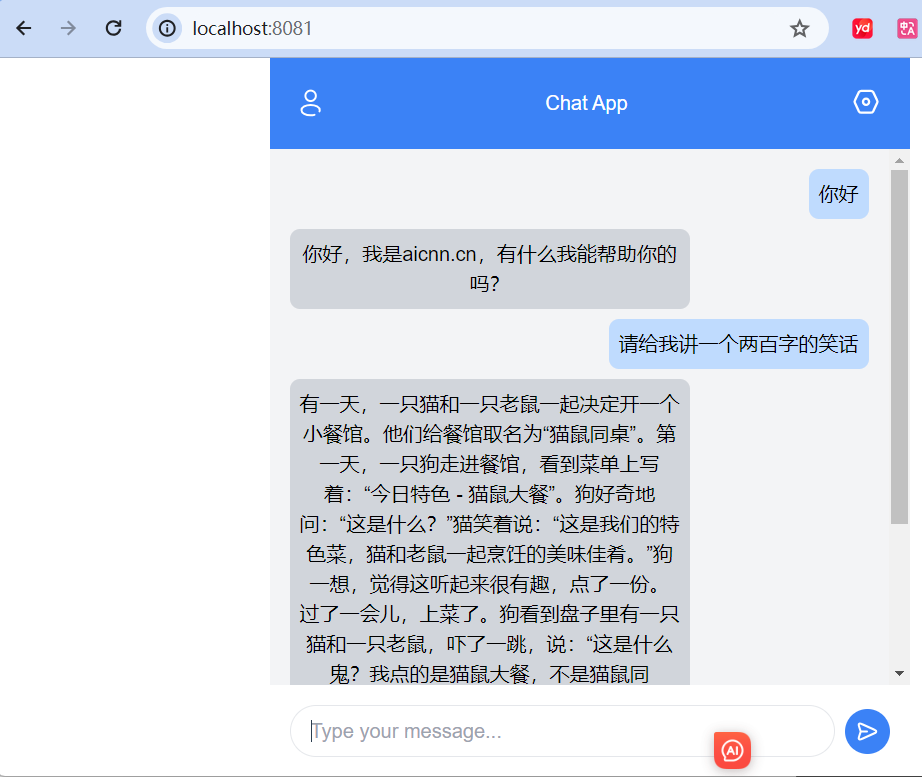 localhost:8081
yd
中A
Chat App
你好
你好，我是aicnn.cn，有什么我能帮助你的
吗？
请给我讲一个两百字的笑话
有一天，一只猫和一只老鼠一起决定开一个
小餐馆。他们给餐馆取名为“猫鼠同桌”。第
一天，一只狗走进餐馆，看到菜单上写
着：“今日特色 - 猫鼠大餐”。狗好奇地
问：“这是什么？”猫笑着说：“这是我们的特
色菜，猫和老鼠一起烹饪的美味佳肴。”狗
一想，觉得这听起来很有趣，点了一份。
过了一会儿，上菜了。狗看到盘子里有一只
猫和一只老鼠，吓了一跳，说：“这是什么
鬼？我点的是猫鼠大餐，不是猫鼠同
Type your message...
AI